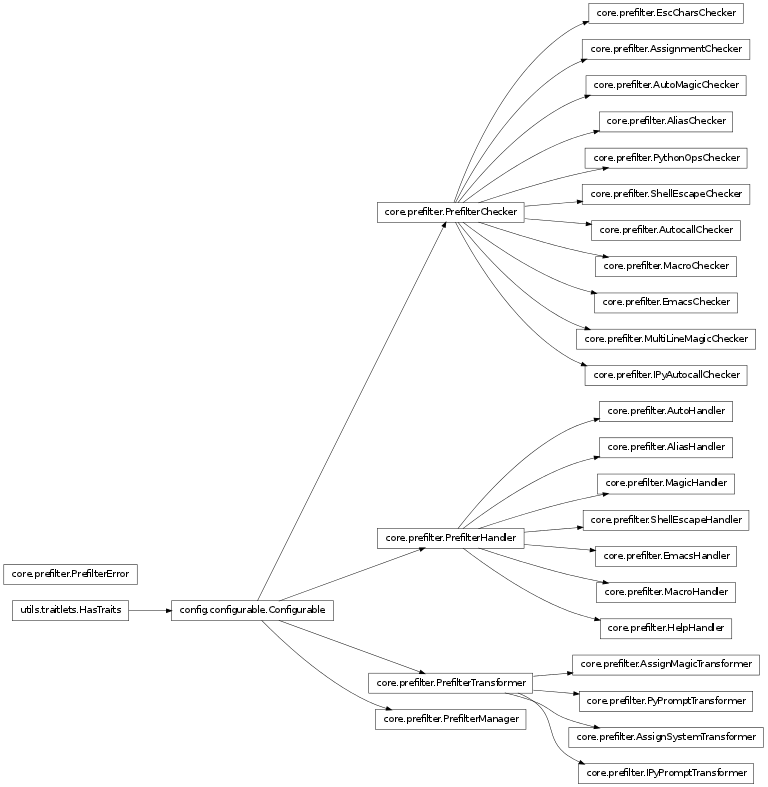 core.prefilter.EscCharsChecker
core.prefilter.AssignmentChecker
core.prefilter.AutoMagicChecker
core.prefilter.AliasChecker
core.prefilter.PythonOpsChecker
core.prefilter.ShellEscapeChecker
core.prefilter.PrefilterChecker
core.prefilter.AutocallChecker
core.prefilter.MacroChecker
core.prefilter.EmacsChecker
core.prefilter.MultiLineMagicChecker
core.prefilter.IPyAutocallChecker
core.prefilter.AutoHandler
core.prefilter.AliasHandler
core.prefilter.MagicHandler
core.prefilter.ShellEscapeHandler
core.prefilter.PrefilterHandler
core.prefilter.EmacsHandler
core.prefilter.PrefilterError
core.prefilter.MacroHandler
utils.traitlets.HasTraits
config.configurable.Configurable
core.prefilter.HelpHandler
core.prefilter.AssignMagicTransformer
core.prefilter.PrefilterTransformer
core.prefilter.PyPromptTransformer
core.prefilter.PrefilterManager
core.prefilter.AssignSystemTransformer
core.prefilter.IPyPromptTransformer